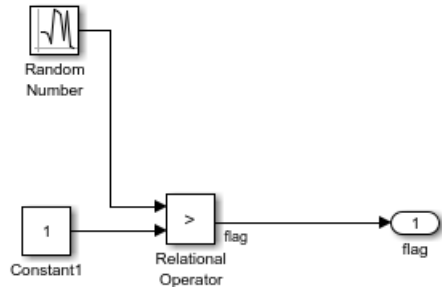 Random
Number
1
Constant1
>
Relational
Operator
flag
1
flag